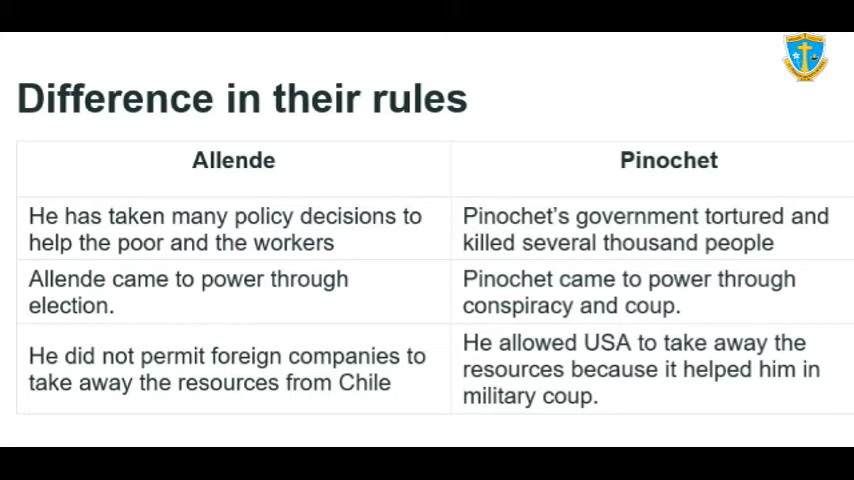 Difference in their rules
Allende
Pinochet
He has taken many policy decisions to
help the poor and the workers
Pinochet's government tortured and
killed several thousand people
Allende came to power through
election.
Pinochet came to power through
conspiracy and coup.
He did not permit foreign companies to
take away the resources from Chile
He allowed USA to take away the
resources because it helped him in
military coup.